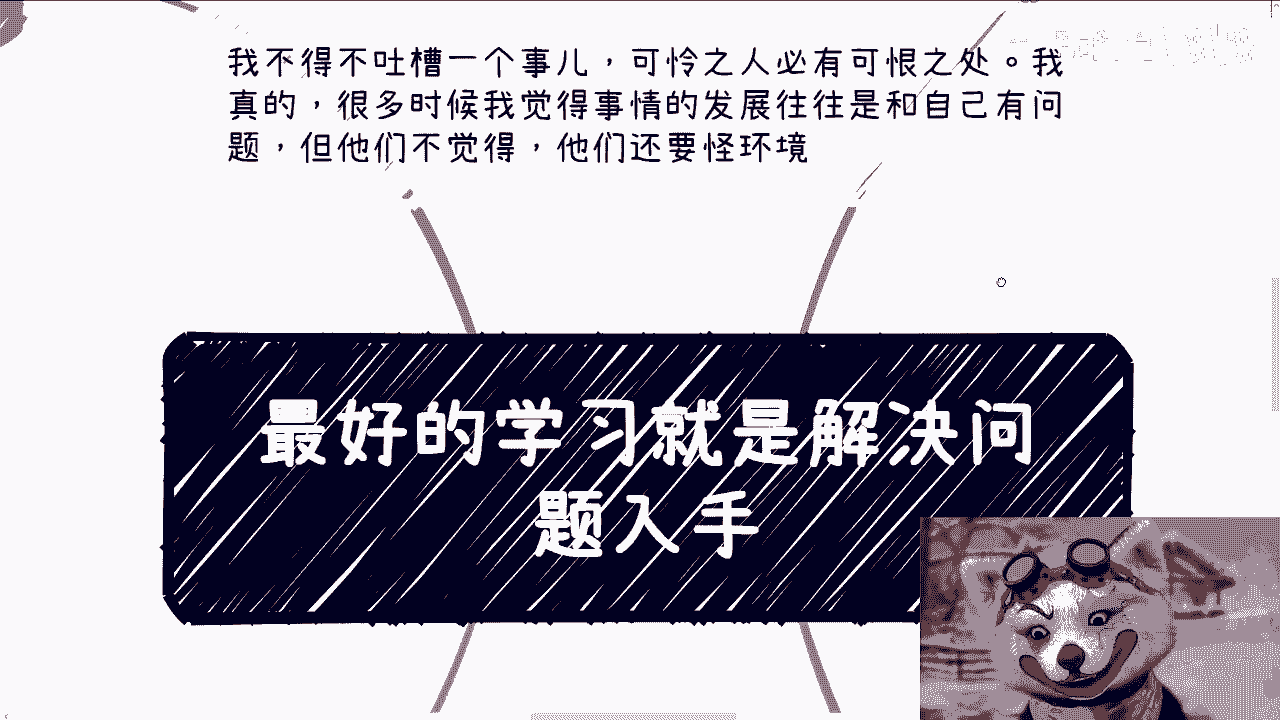 我不得不吐槽一个事儿，可怜之人必有可恨之处。我
真的，很多时候我觉得事情的发展往往是和自己有问
题，但他们不觉得，他们还要怪环境
最好的学习就是解决问
题入手